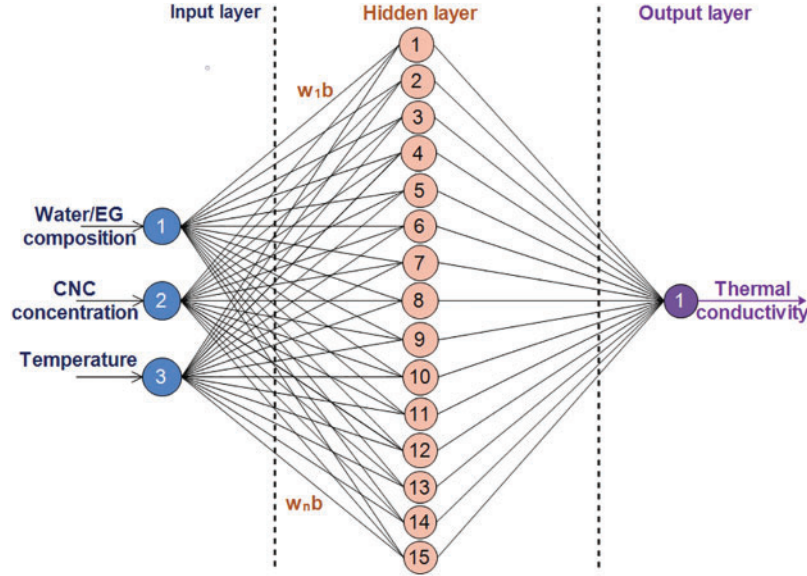 Input layer
Hidden layer
Output layer
w₁b
1
2
3
4
5
6
7
8
9
10
11
12
13
14
15
Water/EG
composition
1
CNC
concentration
2
Temperature
3
wₙb
1
Thermal
conductivity